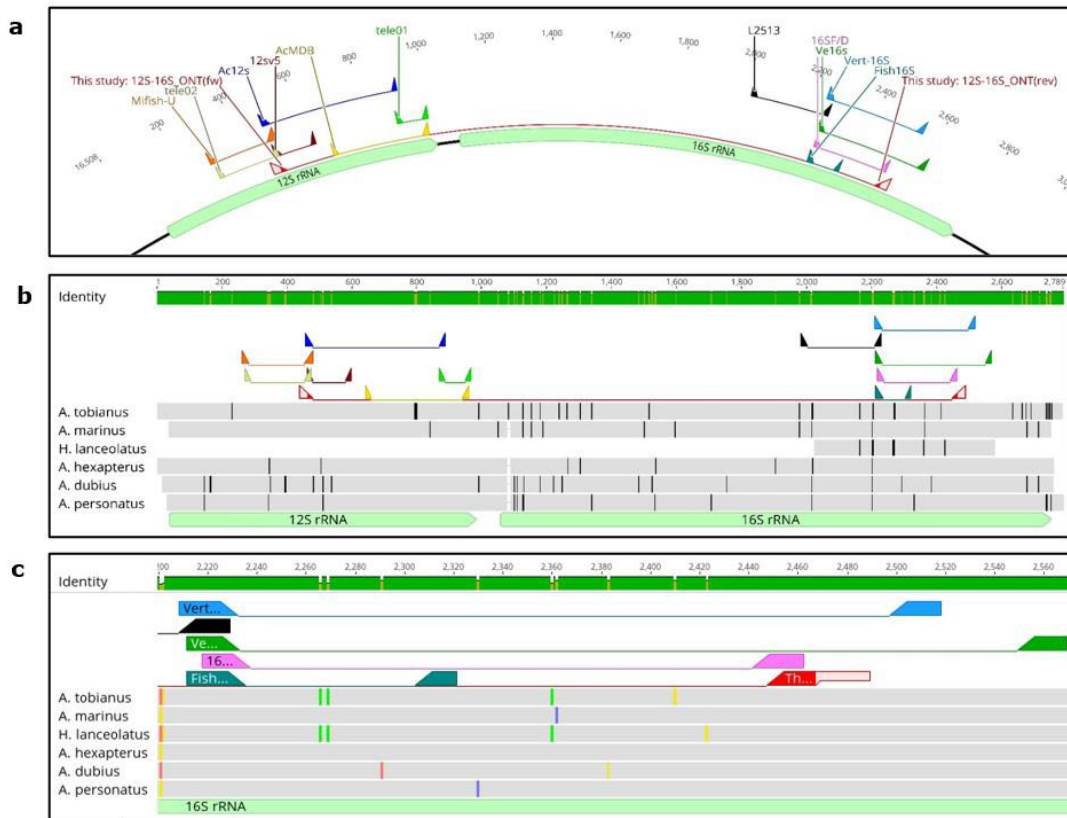 a
tele01
1,000
1,200
1,400
1,600
1,800
L2513
2,000
AcMDB
800
12sv5
600
Ac12s
This study: 12S-16S_ONT(fw)
400
tele02
Mifish-U
200
16,508
16SF/D
Ve16s
2,200
Vert-16S
Fish16S
2,400
This study: 12S-16S_ONT(rev)
2,600
2,800
12S rRNA
16S rRNA
b
1 200 400 600 800 1,000 1,200 1,400 1,600 1,800 2,000 2,200 2,400 2,600 2,789
Identity
A. tobianus
A. marinus
H. lanceolatus
A. hexapterus
A. dubius
A. personatus
12S rRNA 16S rRNA
c
2,220 2,240 2,260 2,280 2,300 2,320 2,340 2,360 2,380 2,400 2,420 2,440 2,460 2,480 2,500 2,520 2,540 2,560
Identity
Vert...
Ve...
16...
Fish... Th...
A. tobianus
A. marinus
H. lanceolatus
A. hexapterus
A. dubius
A. personatus
16S rRNA